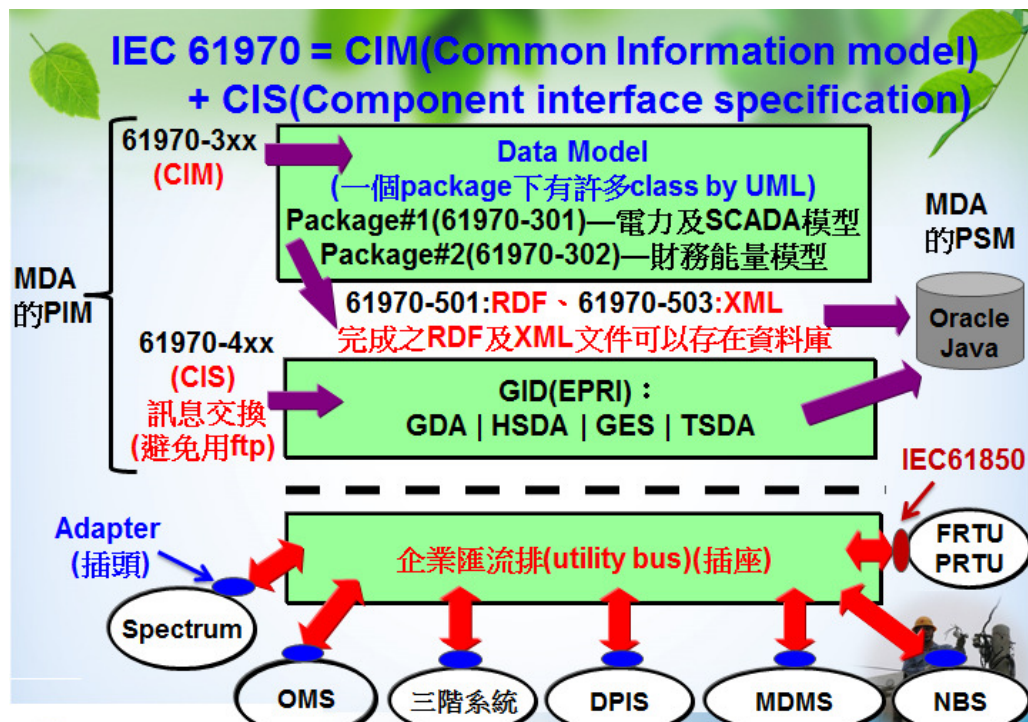 IEC 61970 = CIM(Common Information model)
+ CIS(Component interface specification)
61970-3xx
(CIM)
Data Model
(一個package下有許多class by UML)
Package#1(61970-301)—電力及SCADA模型
Package#2(61970-302)—財務能量模型
MDA
的PSM
MDA
的PIM
61970-501:RDF、61970-503:XML
完成之RDF及XML文件可以存在資料庫
Oracle
Java
61970-4xx
(CIS)
訊息交換
(避免用ftp)
GID(EPRI):
GDA | HSDA | GES | TSDA
IEC61850
Adapter
(插頭)
企業匯流排(utility bus)(插座)
FRTU
PRTU
Spectrum
OMS
三階系統
DPIS
MDMS
NBS